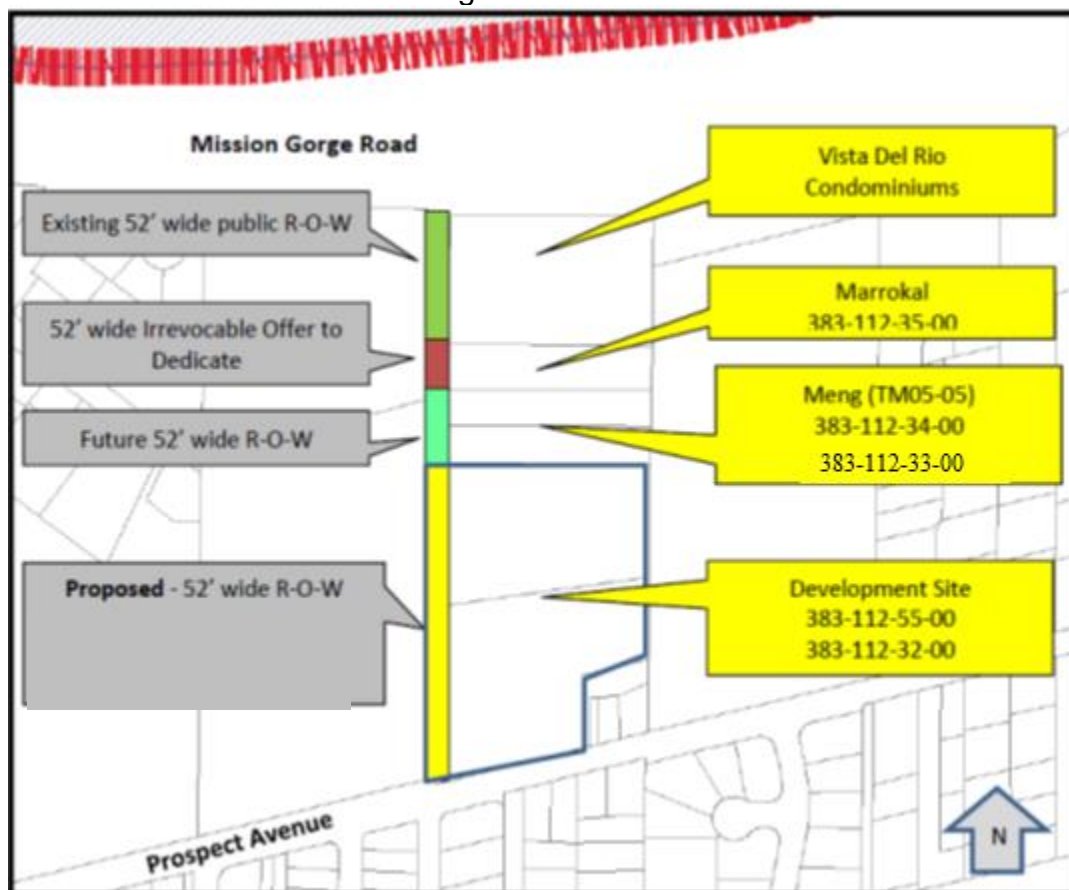 Mission Gorge Road
Vista Del Rio
Condominiums
Existing 52' wide public R-O-W
Marrokal
383-112-35-00
52' wide Irrevocable Offer to
Dedicate
Meng (TM05-05)
383-112-34-00
383-112-33-00
Future 52' wide R-O-W
Proposed - 52' wide R-O-W
Development Site
383-112-55-00
383-112-32-00
Prospect Avenue
N